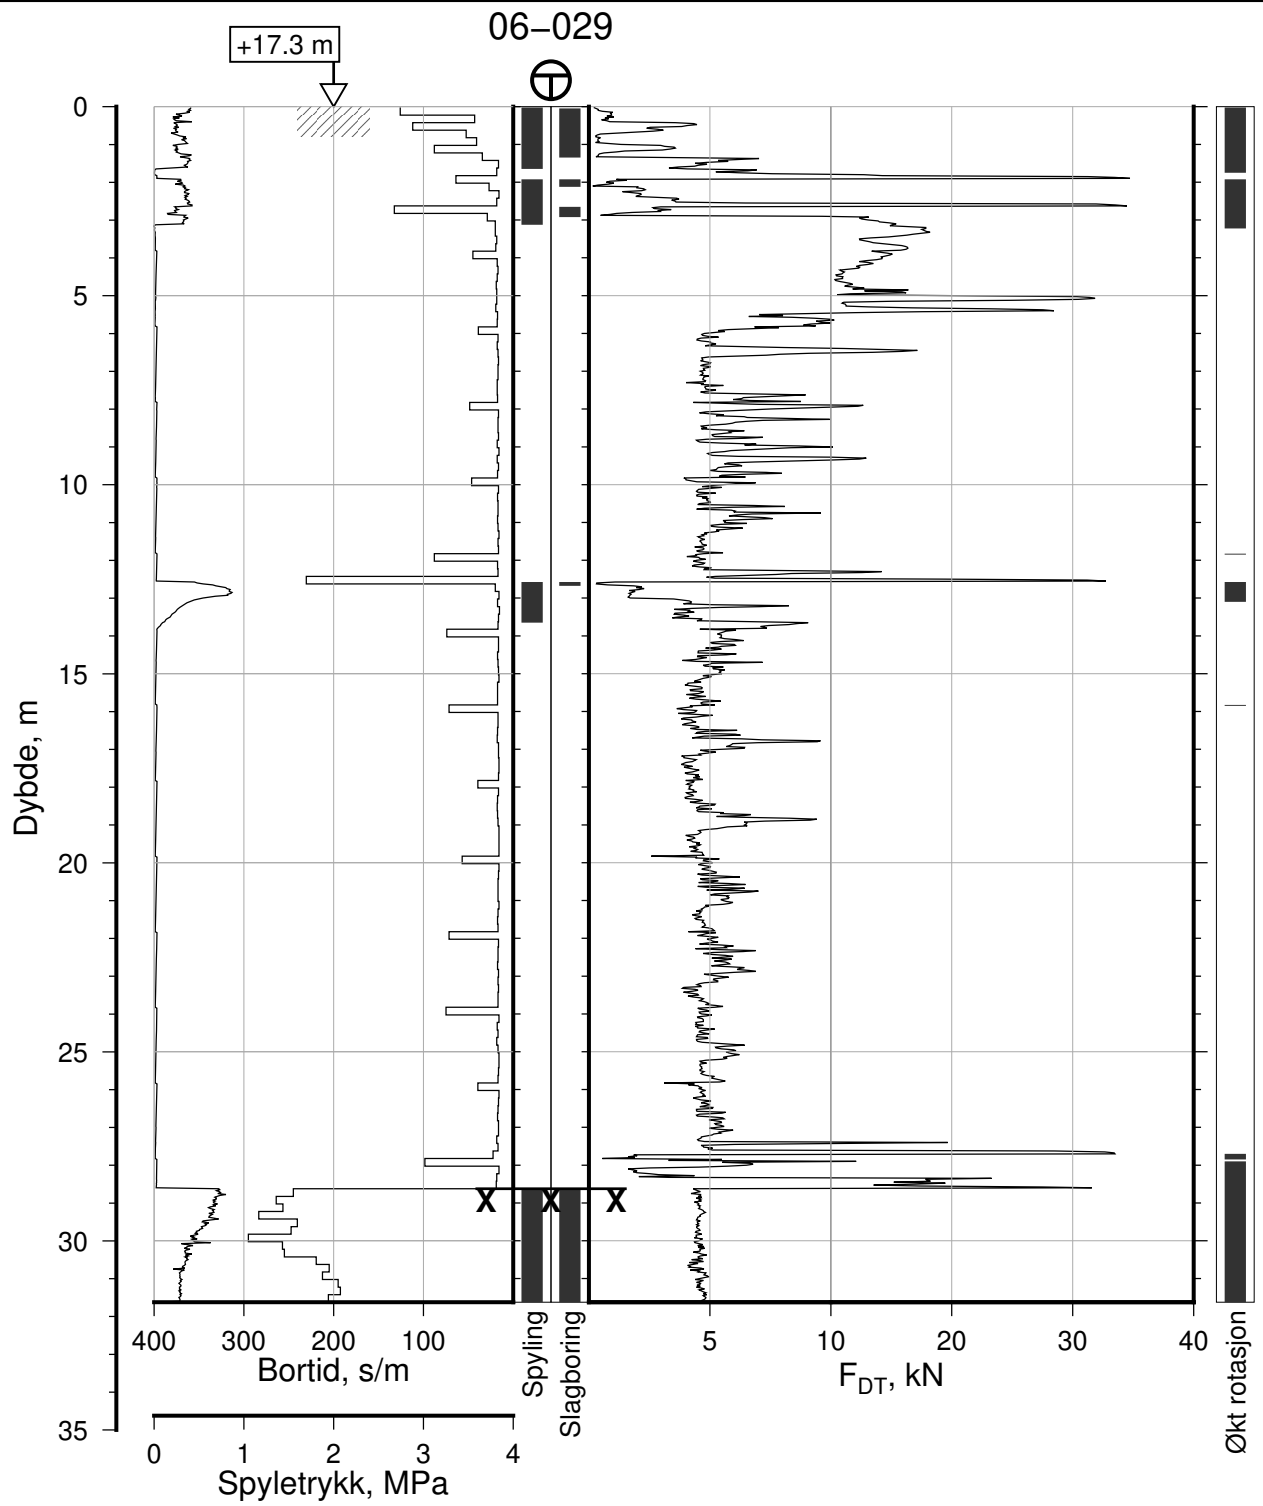 06–029
+17.3 m
0
5
10
15
20
25
30
35
Dybde, m
X X X
400 300 200 100
Bortid, s/m
0 1 2 3 4
Spyletrykk, MPa
Spyling
Slagboring
5 10 20 30 40
FDT, kN
Økt rotasjon